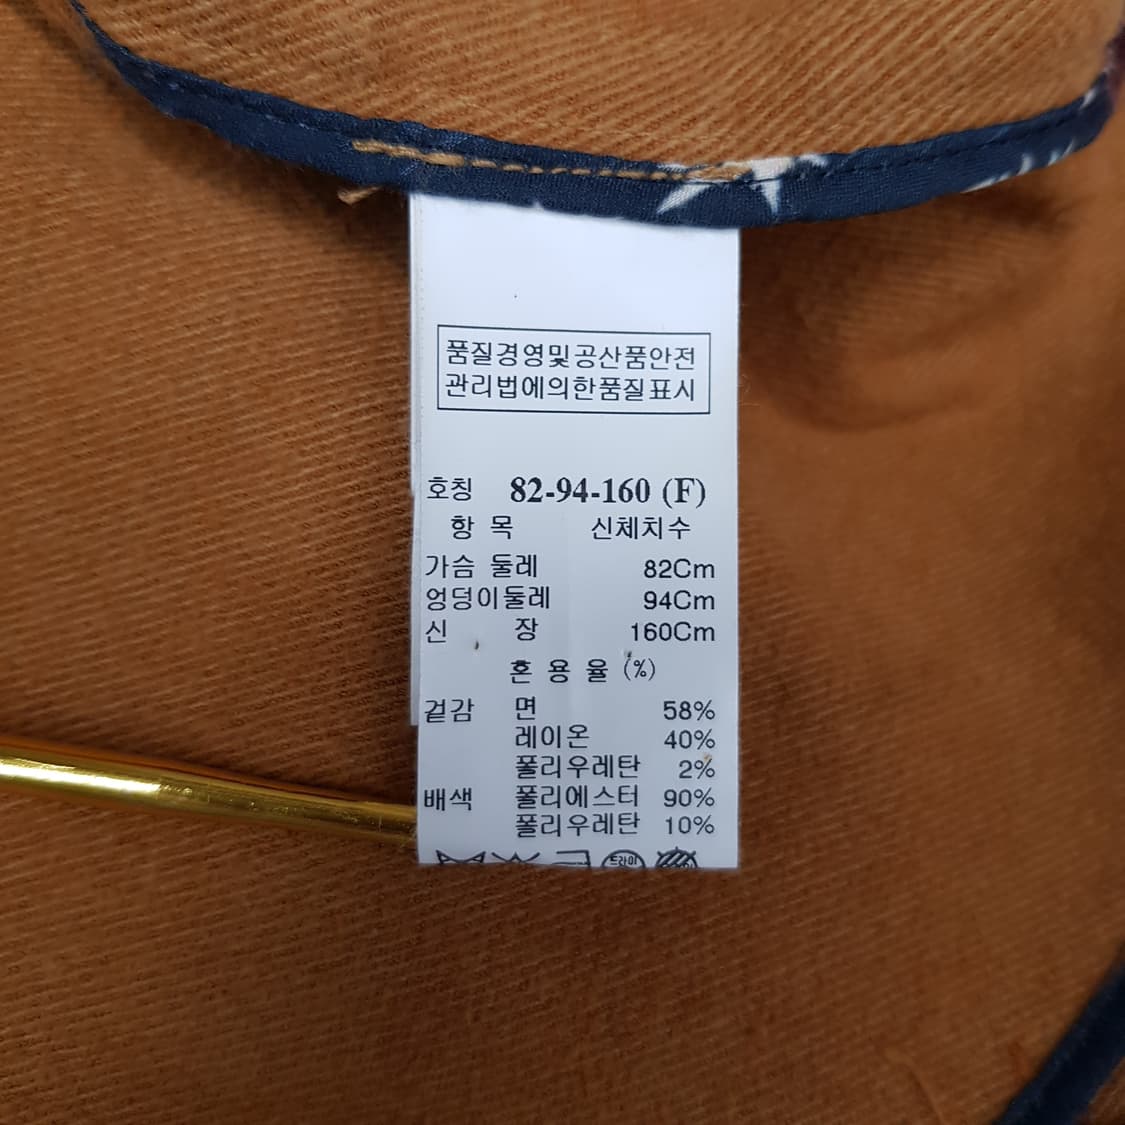 품질경영및공산품안전
관리법에의한품질표시
호칭 82-94-160 (F)
항 목 신체치수
가슴 둘레 82Cm
엉덩이둘레 94Cm
신 장 160Cm
혼 용 율 (%)
겉감 면 58%
레이온 40%
폴리우레탄 2%
배색 폴리에스터 90%
폴리우레탄 10%
드라이